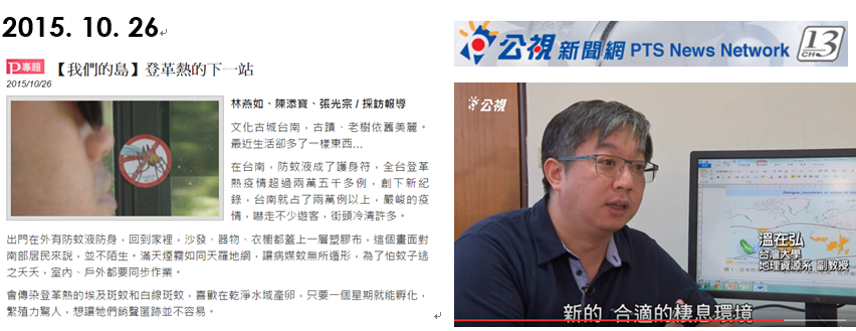 2015. 10. 26
P專題 【我們的島】登革熱的下一站
2015/10/26
林燕如、陳添寶、張光宗 / 採訪報導
文化古城台南，古蹟、老樹依舊美麗。
最近生活卻多了一樣東西...
在台南，防蚊液成了護身符，全台登革
熱疫情超過兩萬五千多例，創下新紀
錄，台南就占了兩萬例以上，嚴峻的疫
情，嚇走不少遊客，街頭冷清許多。
出門在外有防蚊液防身，回到家裡，沙發、器物、衣櫥都蓋上一層塑膠布，這個畫面對
南部居民來說，並不陌生。滿天煙霧如同天羅地網，讓病媒蚊無所遁形，為了怕蚊子逃
之夭夭，室內、戶外都要同步作業。
會傳染登革熱的埃及斑蚊和白線斑蚊，喜歡在乾淨水域產卵，只要一個星期就能孵化，
繁殖力驚人，想讓牠們銷聲匿跡並不容易。
公視 新聞網 PTS News Network 13
CH
公視
溫在弘
台灣大學
地理資源系 副教授
新的 合適的棲息環境